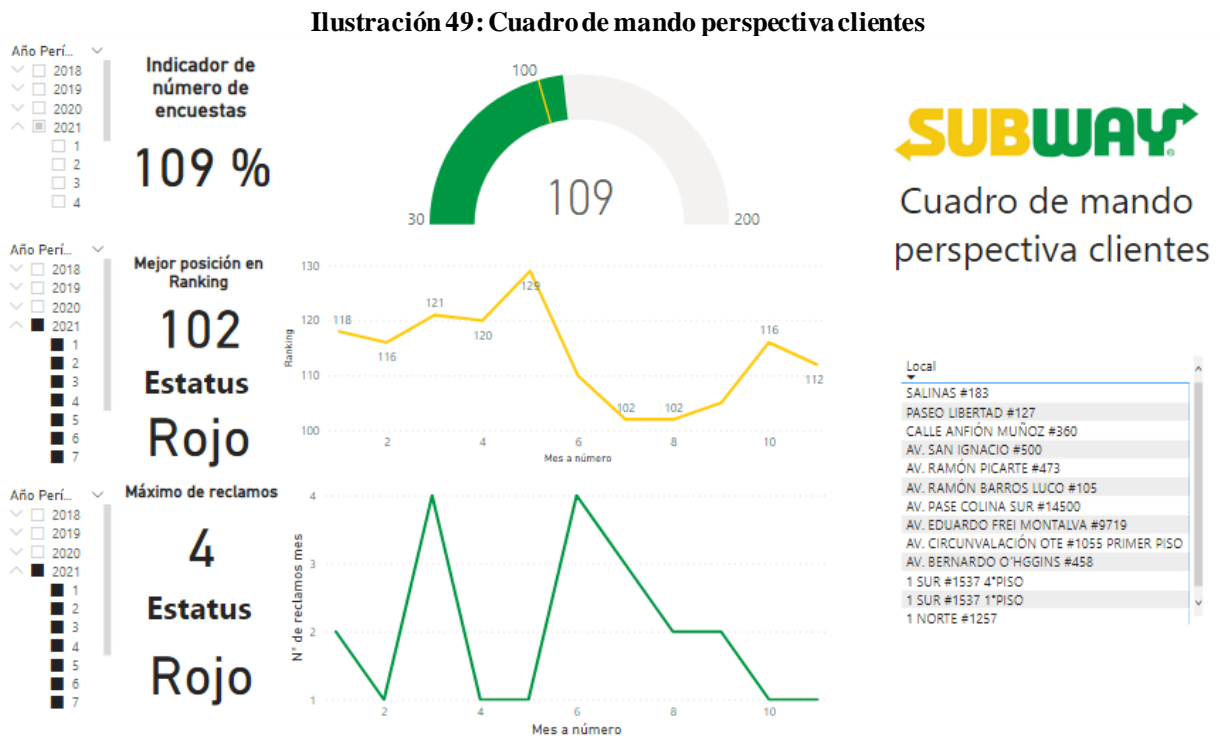 Ilustración 49: Cuadro de mando perspectiva clientes
Año Perí...
2018
2019
2020
2021
1
2
3
4
Indicador de
número de
encuestas
109 %
100
109
30
200
SUBWAY
Cuadro de mando
perspectiva clientes
Año Perí...
2018
2019
2020
2021
1
2
3
4
5
6
7
Mejor posición en
Ranking
102
Estatus
Rojo
Ranking
130
120
110
100
118
116
121
120
129
102
102
116
112
2
4
6
8
10
Mes a número
Local
SALINAS #183
PASEO LIBERTAD #127
CALLE ANFIÓN MUÑOZ #360
AV. SAN IGNACIO #500
AV. RAMÓN PICARTE #473
AV. RAMÓN BARROS LUCO #105
AV. PASE COLINA SUR #14500
AV. EDUARDO FREI MONTALVA #9719
AV. CIRCUNVALACIÓN OTE #1055 PRIMER PISO
AV. BERNARDO O'HGGINS #458
1 SUR #1537 4°PISO
1 SUR #1537 1°PISO
1 NORTE #1257
Año Perí...
2018
2019
2020
2021
1
2
3
4
5
6
7
Máximo de reclamos
4
Estatus
Rojo
N° de reclamos mes
4
3
2
1
2
4
6
8
10
Mes a número